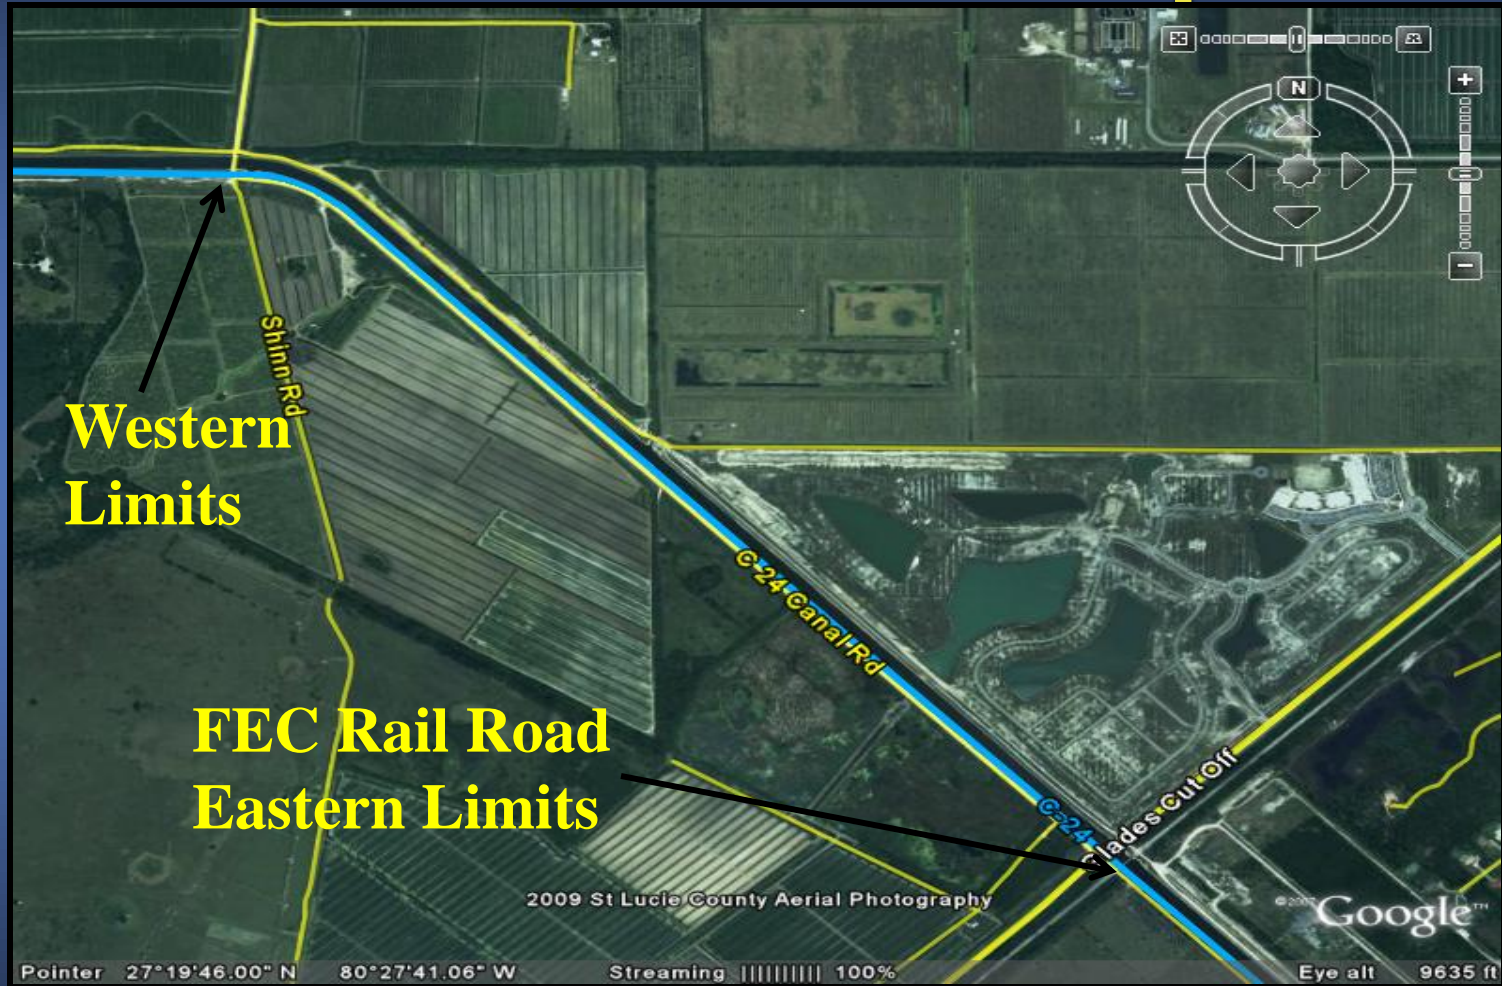 N
Shinn Rd
Western
Limits
C-24 Canal Rd
FEC Rail Road
Eastern Limits
C-24
Glades Cut Off
2009 St Lucie County Aerial Photography
Google™
Pointer 27°19'46.00" N 80°27'41.06" W Streaming |||||||||| 100% Eye alt 9635 ft